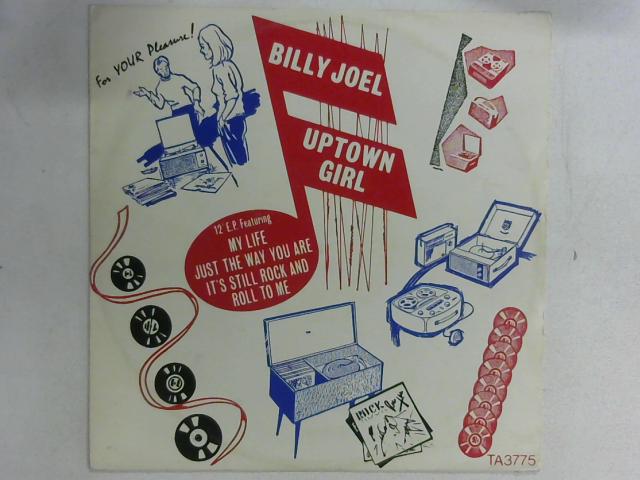 For YOUR Pleasure!
BILLY JOEL
UPTOWN
GIRL
12" E.P. Featuring
MY LIFE
JUST THE WAY YOU ARE
IT'S STILL ROCK AND
ROLL TO ME
TA3775